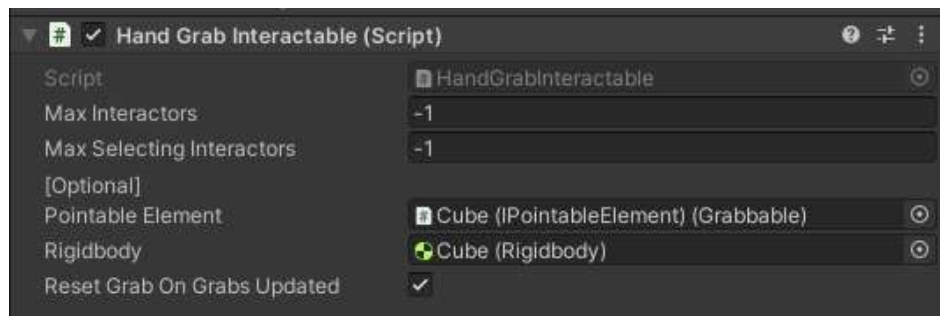 Hand Grab Interactable (Script)
Script HandGrabInteractable
Max Interactors -1
Max Selecting Interactors -1
[Optional]
Pointable Element Cube (IPointableElement) (Grabbable)
Rigidbody Cube (Rigidbody)
Reset Grab On Grabs Updated